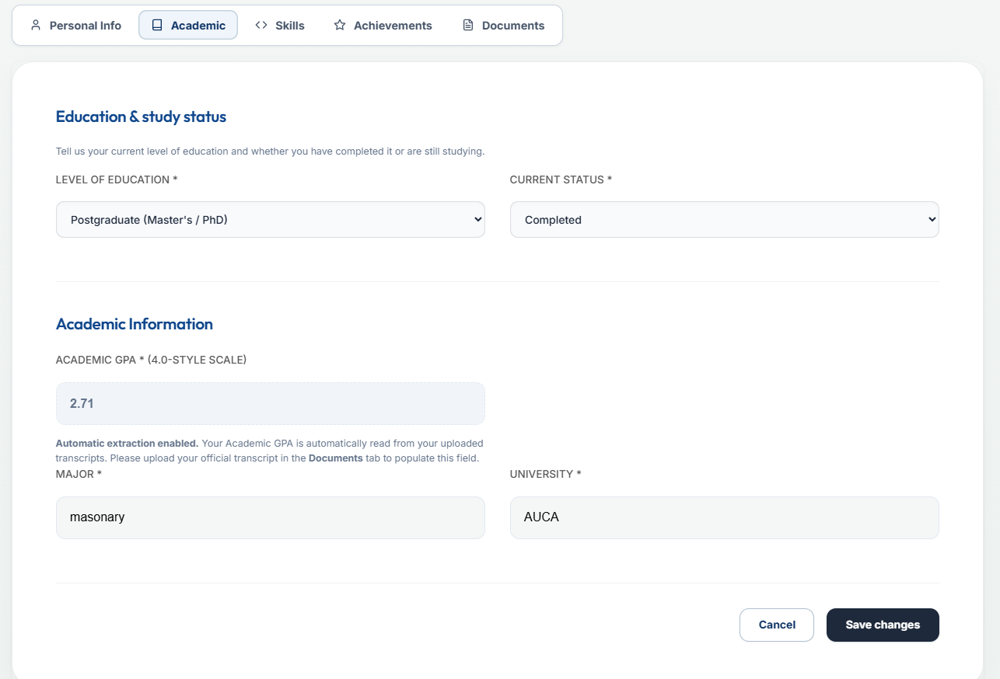 Personal Info
Academic
Skills
Achievements
Documents
Education & study status
Tell us your current level of education and whether you have completed it or are still studying.
LEVEL OF EDUCATION *
CURRENT STATUS *
Postgraduate (Master's / PhD)
Completed
Academic Information
ACADEMIC GPA * (4.0-STYLE SCALE)
2.71
Automatic extraction enabled. Your Academic GPA is automatically read from your uploaded
transcripts. Please upload your official transcript in the Documents tab to populate this field.
MAJOR *
UNIVERSITY *
masonary
AUCA
Cancel
Save changes